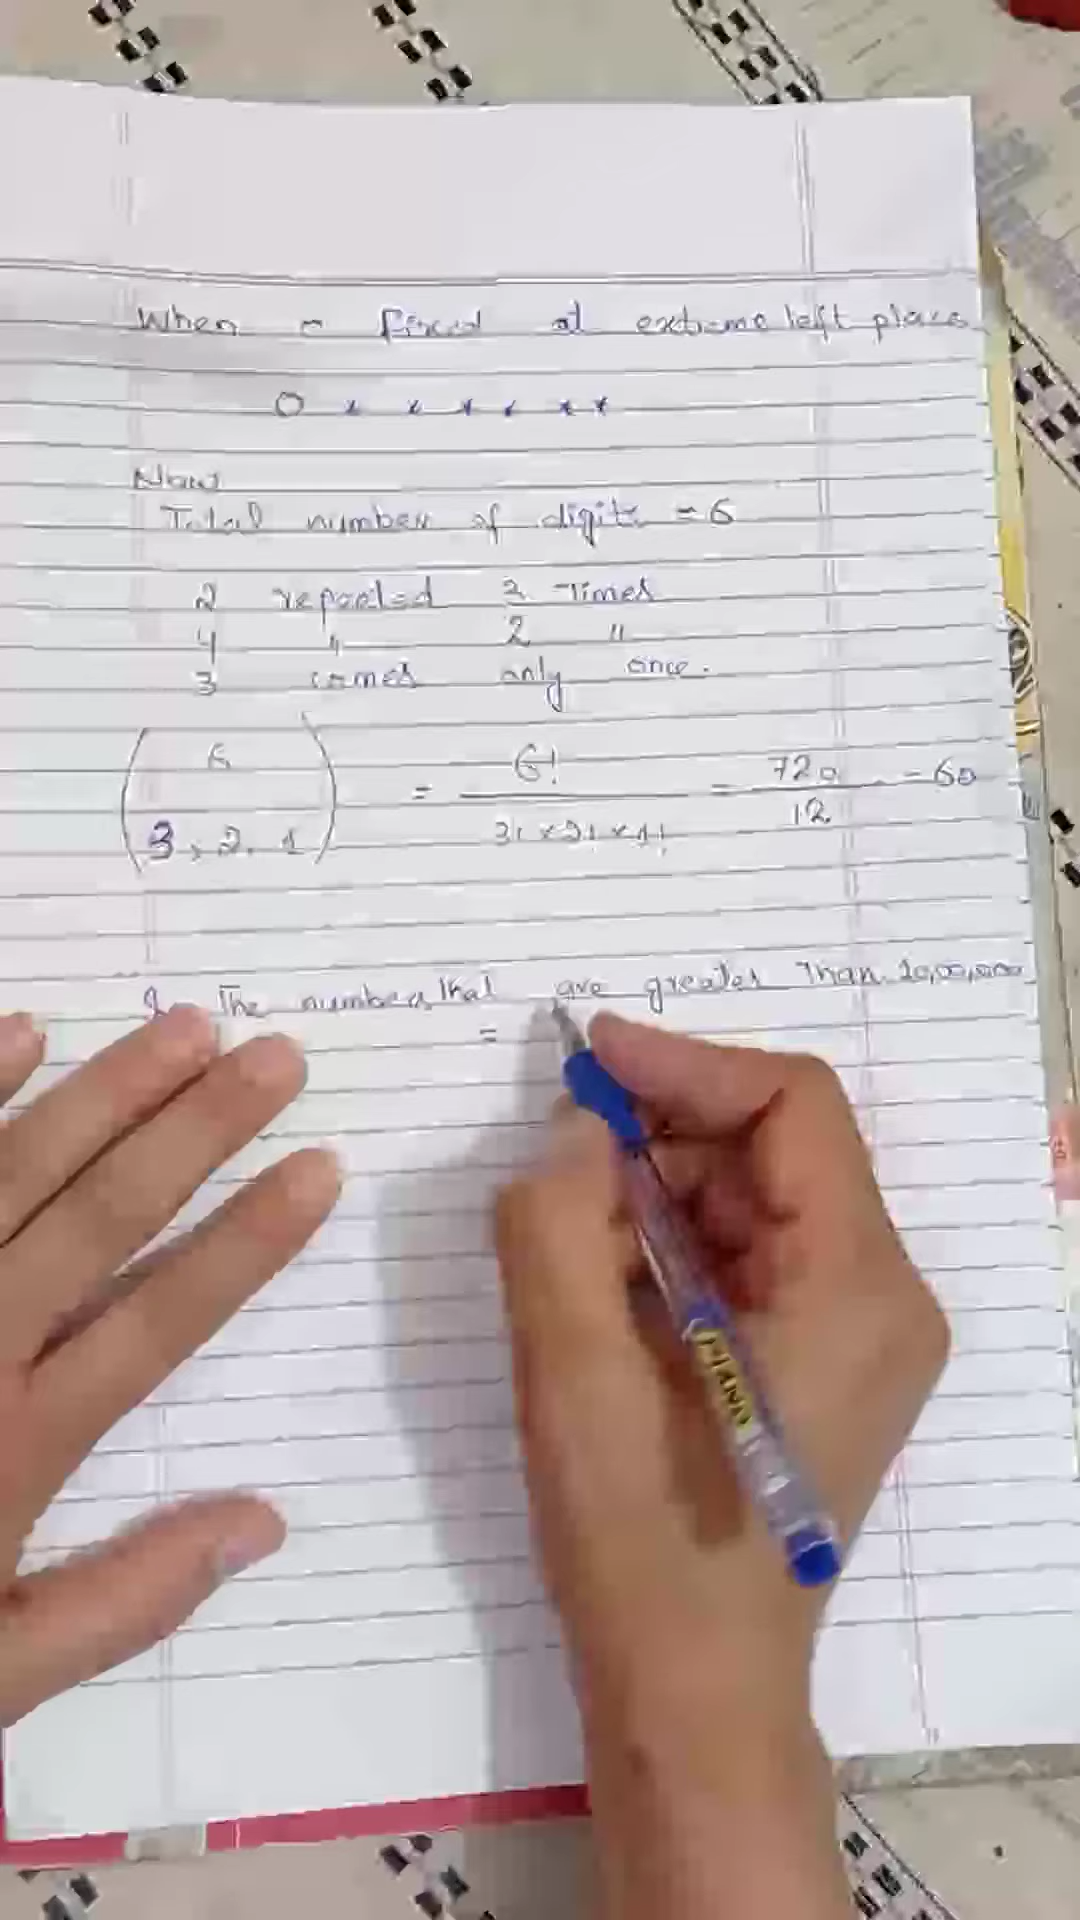 When 0 fixed at extreme left place
0 x x x x x x
Now
Total number of digits = 6
2 repeated 3 Times
4 " 2 "
3 comes only once.
( 6 3, 2, 1 ) = 6! / 3! x 2! x 1! = 720 / 12 = 60
The numbers that are greater Than 10,00,000
=
PIANO